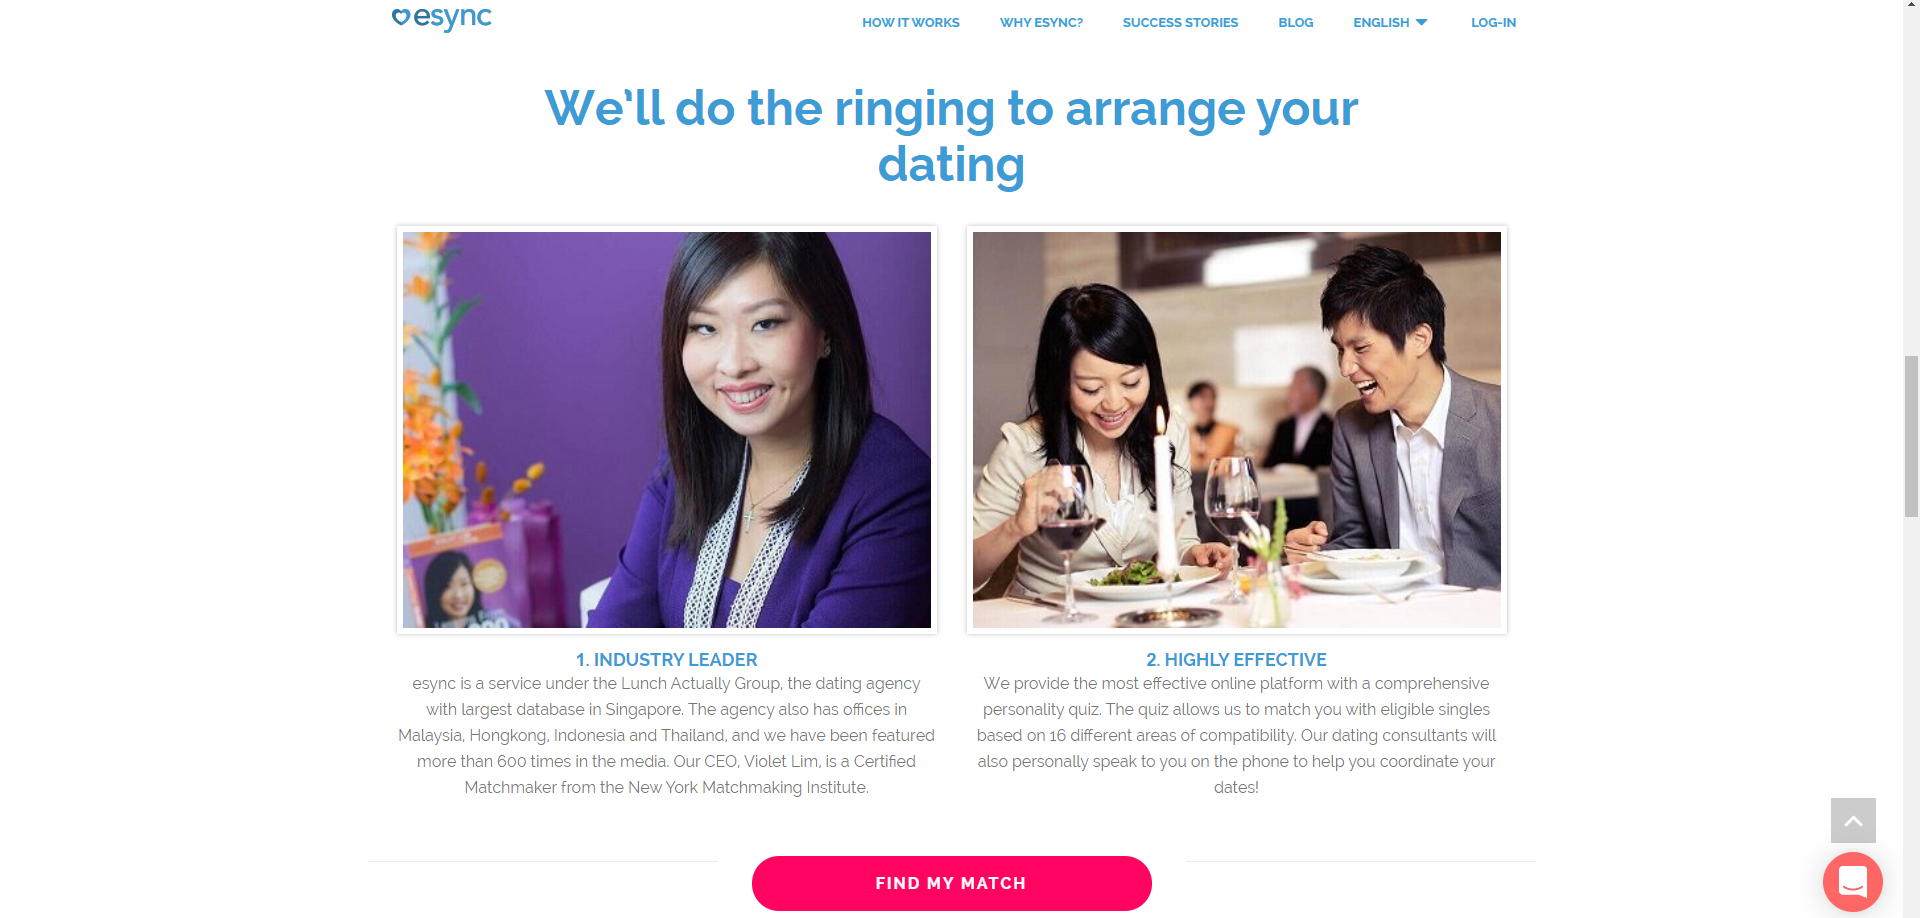 esync
HOW IT WORKS
WHY ESYNC?
SUCCESS STORIES
BLOG
ENGLISH
LOG-IN
We’ll do the ringing to arrange your
dating
1. INDUSTRY LEADER
esync is a service under the Lunch Actually Group, the dating agency
with largest database in Singapore. The agency also has offices in
Malaysia, Hongkong, Indonesia and Thailand, and we have been featured
more than 600 times in the media. Our CEO, Violet Lim, is a Certified
Matchmaker from the New York Matchmaking Institute.
2. HIGHLY EFFECTIVE
We provide the most effective online platform with a comprehensive
personality quiz. The quiz allows us to match you with eligible singles
based on 16 different areas of compatibility. Our dating consultants will
also personally speak to you on the phone to help you coordinate your
dates!
FIND MY MATCH